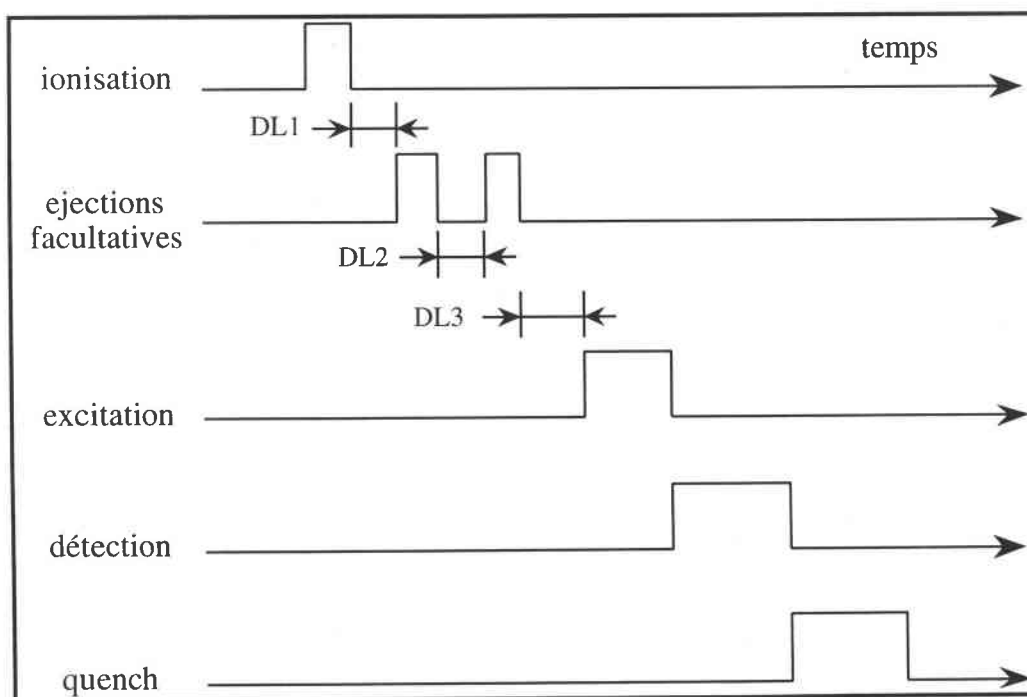 temps
ionisation
DL1
ejections
facultatives
DL2
DL3
excitation
détection
quench